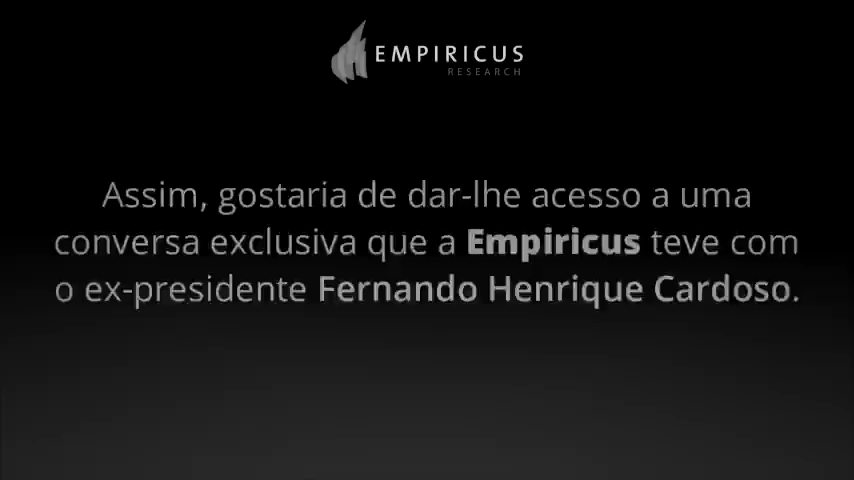 EMPIRICUS
RESEARCH
Assim, gostaria de dar-lhe acesso a uma
conversa exclusiva que a Empiricus teve com
o ex-presidente Fernando Henrique Cardoso.